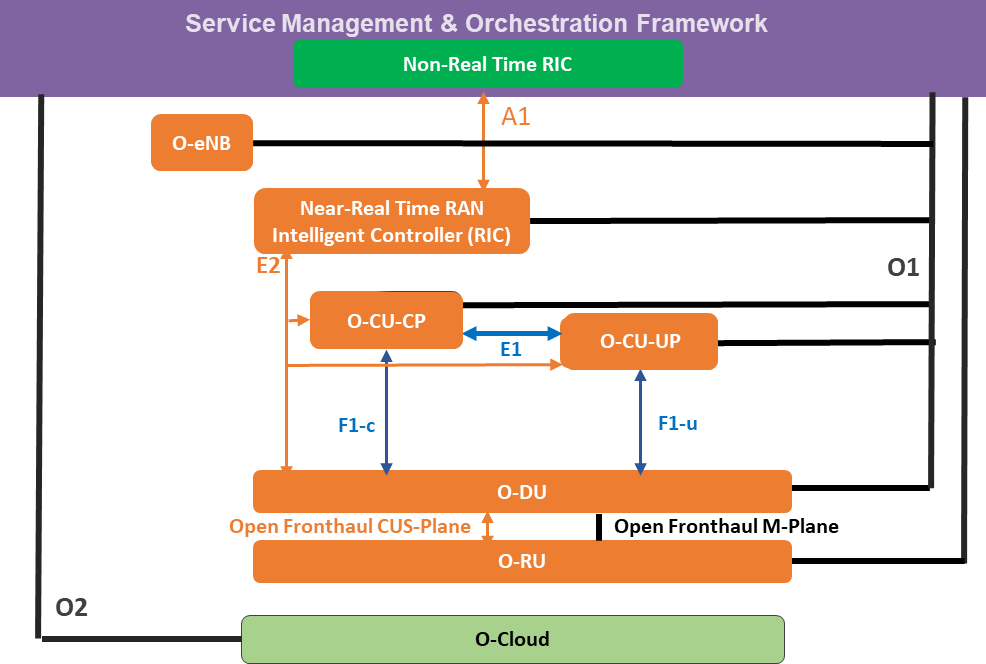 Service Management & Orchestration Framework
Non-Real Time RIC
A1
O-eNB
Near-Real Time RAN
Intelligent Controller (RIC)
E2
O1
O-CU-CP
O-CU-UP
E1
F1-c
F1-u
O-DU
Open Fronthaul CUS-Plane
Open Fronthaul M-Plane
O-RU
O2
O-Cloud